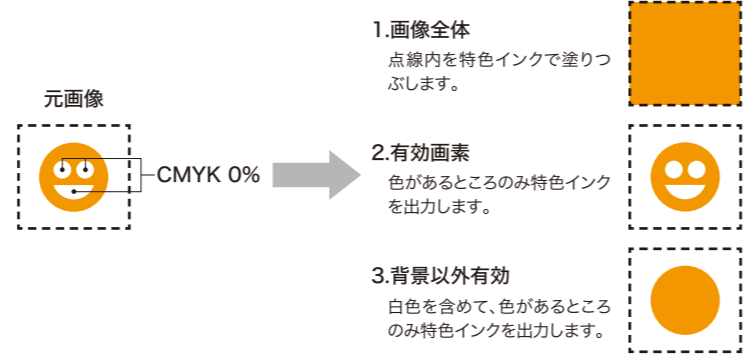 元画像
CMYK 0%
1.画像全体
点線内を特色インクで塗りつ
ぶします。
2.有効画素
色があるところのみ特色インク
を出力します。
3.背景以外有効
白色を含めて、色があるところ
のみ特色インクを出力します。